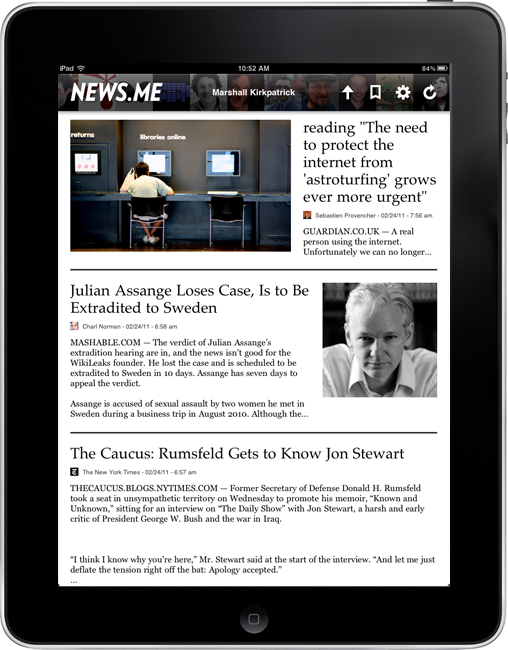 iPad 10:52 AM 84%
NEWS.ME Marshall Kirkpatrick
returns
libraries online
reading "The need
to protect the
internet from
'astroturfing' grows
ever more urgent"
Sebastien Provencher - 02/24/11 - 7:56 am
GUARDIAN.CO.UK — A real
person using the internet.
Unfortunately we can no longer...
Julian Assange Loses Case, Is to Be
Extradited to Sweden
Charl Norman - 02/24/11 - 6:58 am
MASHABLE.COM — The verdict of Julian Assange's
extradition hearing are in, and the news isn't good for the
WikiLeaks founder. He lost the case and is scheduled to be
extradited to Sweden in 10 days. Assange has seven days to
appeal the verdict.
Assange is accused of sexual assault by two women he met in
Sweden during a business trip in August 2010. Although the...
The Caucus: Rumsfeld Gets to Know Jon Stewart
The New York Times - 02/24/11 - 6:57 am
THECAUCUS.BLOGS.NYTIMES.COM — Former Secretary of Defense Donald H. Rumsfeld
took a seat in unsympathetic territory on Wednesday to promote his memoir, "Known and
Unknown," sitting for an interview on "The Daily Show" with Jon Stewart, a harsh and early
critic of President George W. Bush and the war in Iraq.
"I think I know why you're here," Mr. Stewart said at the start of the interview. "And let me just
deflate the tension right off the bat: Apology accepted."
...